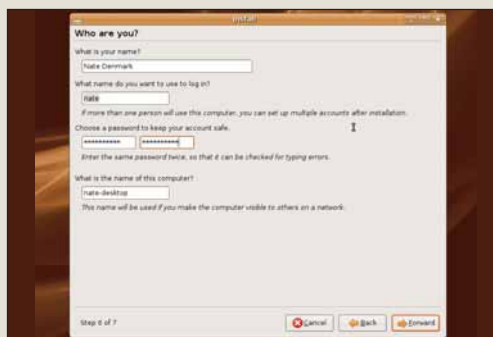 Install
Who are you?
What is your name?
Nate Denmark
What name do you want to use to log in?
nate
If more than one person will use this computer, you can set up multiple accounts after installation.
Choose a password to keep your account safe.
********** **********
Enter the same password twice, so that it can be checked for typing errors.
What is the name of this computer?
nate-desktop
This name will be used if you make the computer visible to others on a network.
Step 6 of 7
Cancel Back Forward